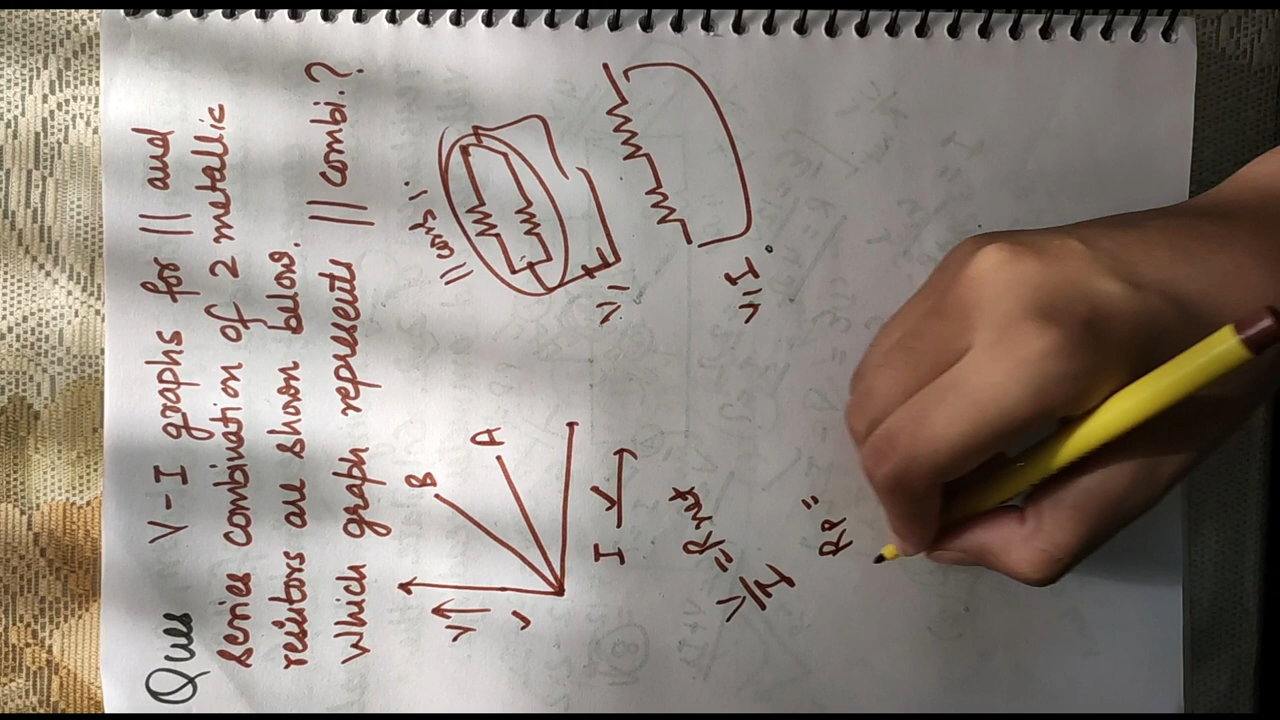 Ques V-I graphs for || and
series combination of 2 metallic
resistors are shown below.
Which graph represents || combi.?
|| combi.
V↑
B
A
V
I →
V I
V I
V/I = Rnet
RP =